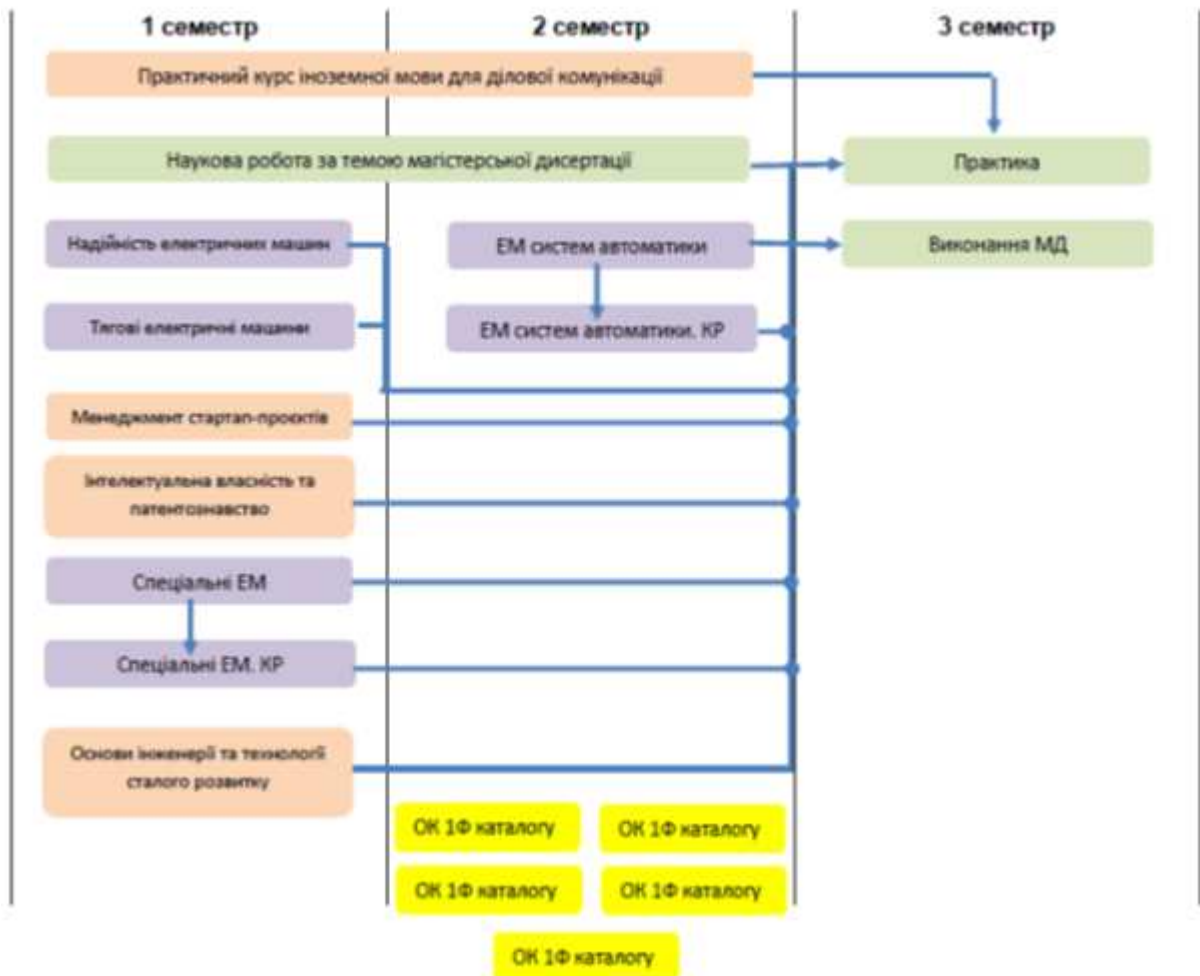 1 семестр
2 семестр
3 семестр
Практичний курс іноземної мови для ділової комунікації
Наукова робота за темою магістерської дисертації
Практика
Надійність електричних машин
ЕМ систем автоматики
Виконання МД
Тягові електричні машини
ЕМ систем автоматики. КР
Менеджмент стартап-проєктів
Інтелектуальна власність та
патентознавство
Спеціальні ЕМ
Спеціальні ЕМ. КР
Основи інженерії та технології
сталого розвитку
ОК 1Ф каталогу
ОК 1Ф каталогу
ОК 1Ф каталогу
ОК 1Ф каталогу
ОК 1Ф каталогу